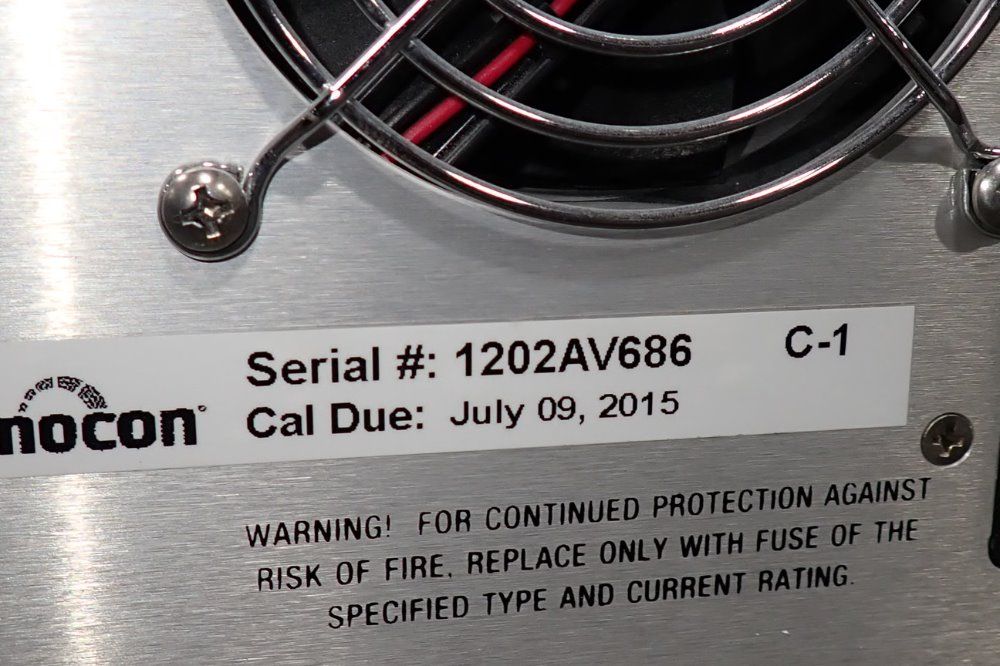 Serial #: 1202AV686 C-1
mocon
Cal Due: July 09, 2015
WARNING! FOR CONTINUED PROTECTION AGAINST
RISK OF FIRE, REPLACE ONLY WITH FUSE OF THE
SPECIFIED TYPE AND CURRENT RATING.